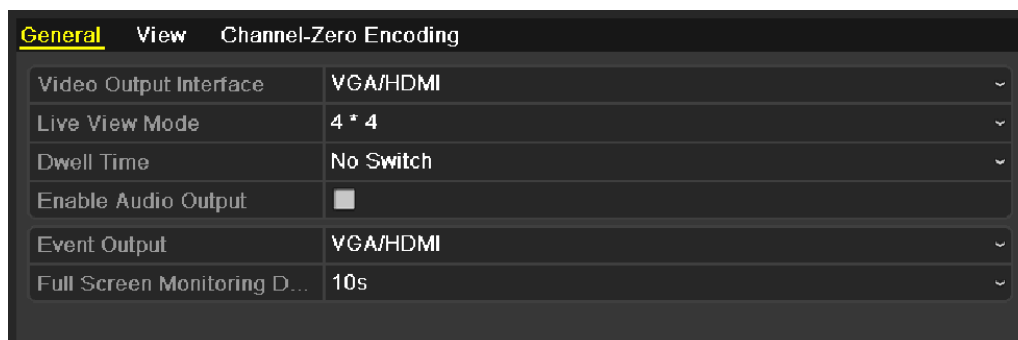 General View Channel-Zero Encoding
Video Output Interface VGA/HDMI
Live View Mode 4 * 4
Dwell Time No Switch
Enable Audio Output
Event Output VGA/HDMI
Full Screen Monitoring D... 10s